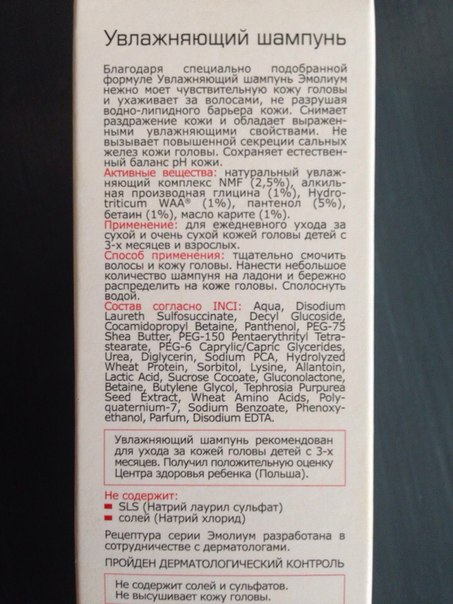 Увлажняющий шампунь
Благодаря специально подобранной
формуле Увлажняющий шампунь Эмолиум
нежно моет чувствительную кожу головы
и ухаживает за волосами, не разрушая
водно-липидного барьера кожи. Снимает
раздражение кожи и обладает выражен-
ными увлажняющими свойствами. Не
вызывает повышенной секреции сальных
желез кожи головы. Сохраняет естествен-
ный баланс pH кожи.
Активные вещества: натуральный увлаж-
няющий комплекс NMF (2,5%), алкиль-
ная производная глицина (1%), Hydro-
triticum WAA® (1%), пантенол (5%),
бетаин (1%), масло карите (1%).
Применение: для ежедневного ухода за
сухой и очень сухой кожей головы детей с
3-х месяцев и взрослых.
Способ применения: тщательно смочить
волосы и кожу головы. Нанести небольшое
количество шампуня на ладони и бережно
распределить на коже головы. Сполоснуть
водой.
Состав согласно INCI: Aqua, Disodium
Laureth Sulfosuccinate, Decyl Glucoside,
Cocamidopropyl Betaine, Panthenol, PEG-75
Shea Butter, PEG-150 Pentaerythrityl Tetra-
stearate, PEG-6 Caprylic/Capric Glycerides,
Urea, Diglycerin, Sodium PCA, Hydrolyzed
Wheat Protein, Sorbitol, Lysine, Allantoin,
Lactic Acid, Sucrose Cocoate, Gluconolactone,
Betaine, Butylene Glycol, Tephrosia Purpurea
Seed Extract, Wheat Amino Acids, Poly-
quaternium-7, Sodium Benzoate, Phenoxy-
ethanol, Parfum, Disodium EDTA.
Увлажняющий шампунь рекомендован
для ухода за кожей головы детей с 3-х
месяцев. Получил положительную оценку
Центра здоровья ребенка (Польша).
Не содержит:
SLS (Натрий лаурил сульфат)
солей (Натрий хлорид)
Рецептура серии Эмолиум разработана в
сотрудничестве с дерматологами.
ПРОЙДЕН ДЕРМАТОЛОГИЧЕСКИЙ КОНТРОЛЬ
Не содержит солей и сульфатов.
Не высушивает кожу головы.